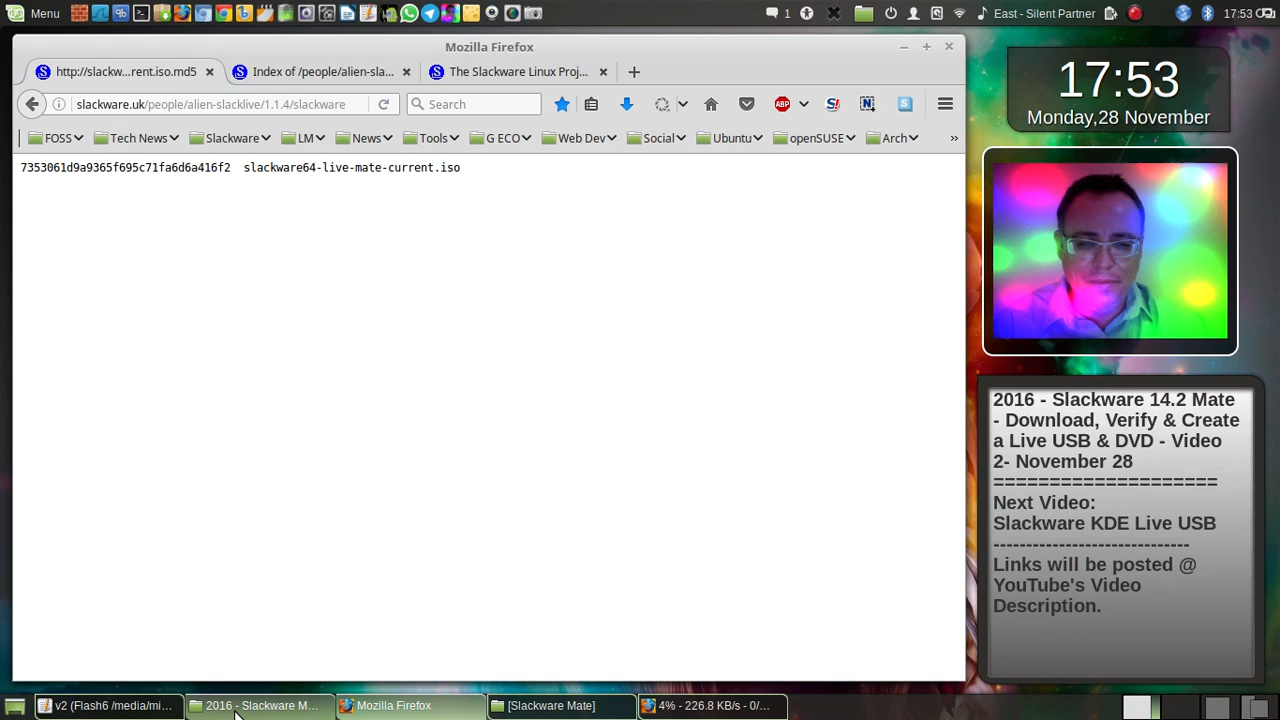 Menu
1
East - Silent Partner
17:53
Mozilla Firefox
http://slackw...rent.iso.md5
Index of /people/alien-sla...
The Slackware Linux Proj...
slackware.uk/people/alien-slacklive/1.1.4/slackware
Search
ABP
FOSS
Tech News
Slackware
LM
News
Tools
G ECO
Web Dev
Social
Ubuntu
openSUSE
Arch
7353061d9a9365f695c71fa6d6a416f2  slackware64-live-mate-current.iso
17:53
Monday,28 November
2016 - Slackware 14.2 Mate
- Download, Verify & Create
a Live USB & DVD - Video
2- November 28
====================
Next Video:
Slackware KDE Live USB
----------------------------
Links will be posted @
YouTube's Video
Description.
v2 (Flash6 /media/mi...
2016 - Slackware M...
Mozilla Firefox
[Slackware Mate]
4% - 226.8 KB/s - 0/...